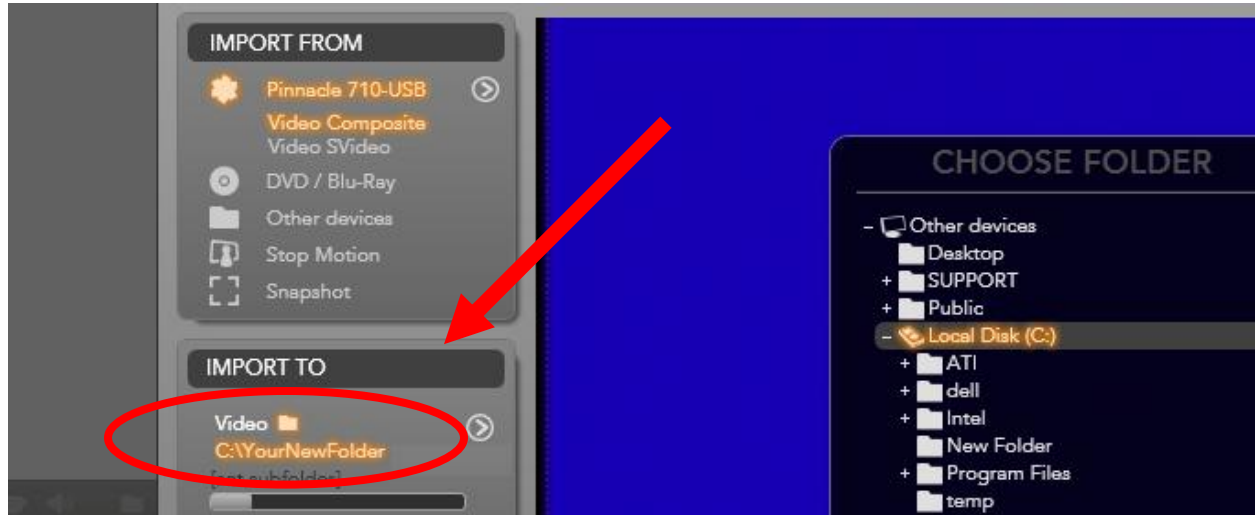 IMPORT FROM
Pinnacle 710-USB
Video Composite
Video SVideo
DVD / Blu-Ray
Other devices
Stop Motion
Snapshot
IMPORT TO
Video
C:\YourNewFolder
[set subfolder]
CHOOSE FOLDER
- Other devices
Desktop
+ SUPPORT
+ Public
- Local Disk (C:)
+ ATI
+ dell
+ Intel
New Folder
+ Program Files
temp